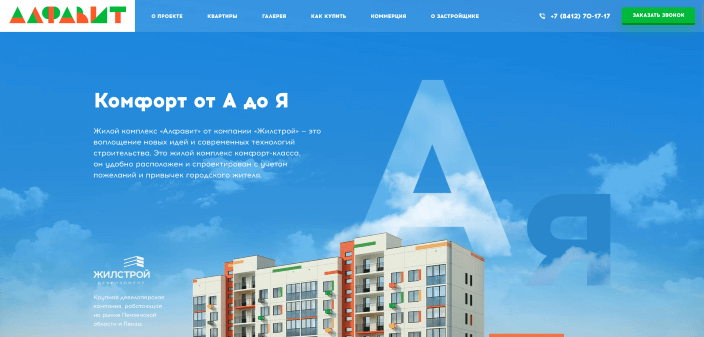 АЛФАВИТ
О ПРОЕКТЕ
КВАРТИРЫ
ГАЛЕРЕЯ
КАК КУПИТЬ
КОММЕРЦИЯ
О ЗАСТРОЙЩИКЕ
+7 (8412) 70-17-17
ЗАКАЗАТЬ ЗВОНОК
Комфорт от А до Я
Жилой комплекс «Алфавит» от компании «Жилстрой» – это
воплощение новых идей и современных технологий
строительства. Это жилой комплекс комфорт-класса,
он удобно расположен и спроектирован с учетом
пожеланий и привычек городского жителя.
А
Я
ЖИЛСТРОЙ
Крупная девелоперская
компания, работающая
на рынке Пензенской
области и Пензы.